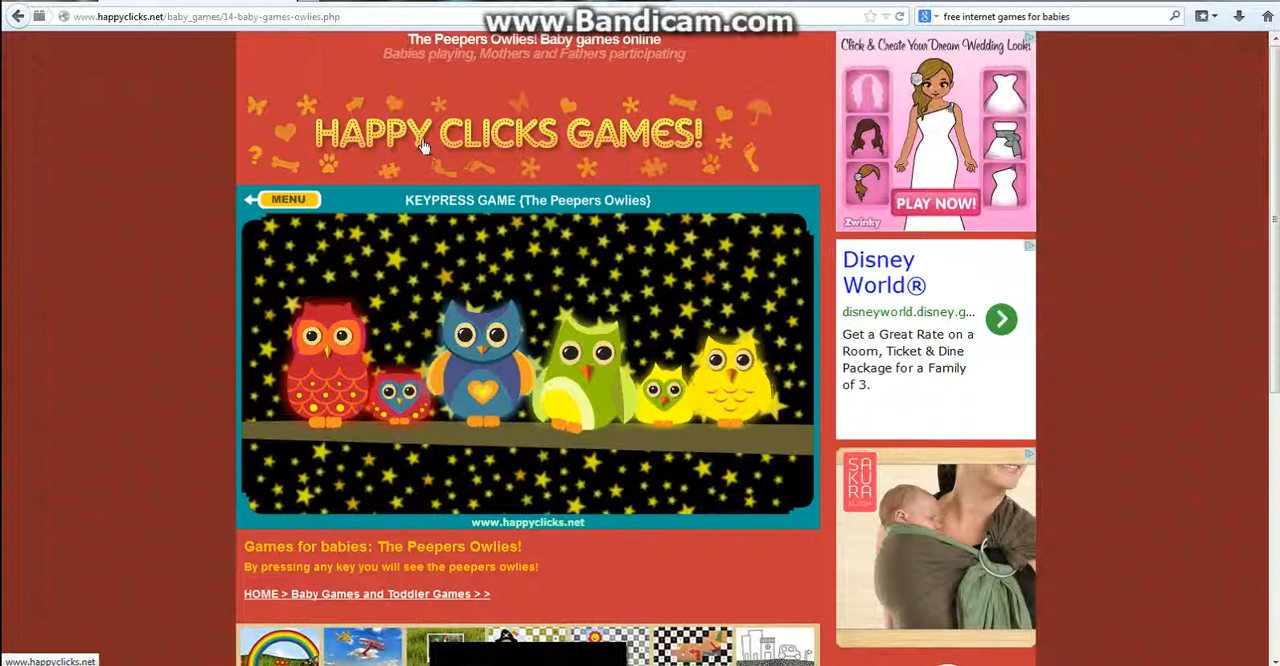 www.happyclicks.net/baby_games/14-baby-games-owlies.php
www.Bandicam.com
free internet games for babies
The Peepers Owlies! Baby games online
Babies playing, Mothers and Fathers participating
HAPPY CLICKS GAMES!
MENU
KEYPRESS GAME {The Peepers Owlies}
www.happyclicks.net
Games for babies: The Peepers Owlies!
By pressing any key you will see the peepers owlies!
HOME > Baby Games and Toddler Games > >
Click & Create Your Dream Wedding Look!
PLAY NOW!
Zwinky
Disney
World®
disneyworld.disney.g...
Get a Great Rate on a
Room, Ticket & Dine
Package for a Family
of 3.
SA
KU
RA
BLOOM
www.happyclicks.net